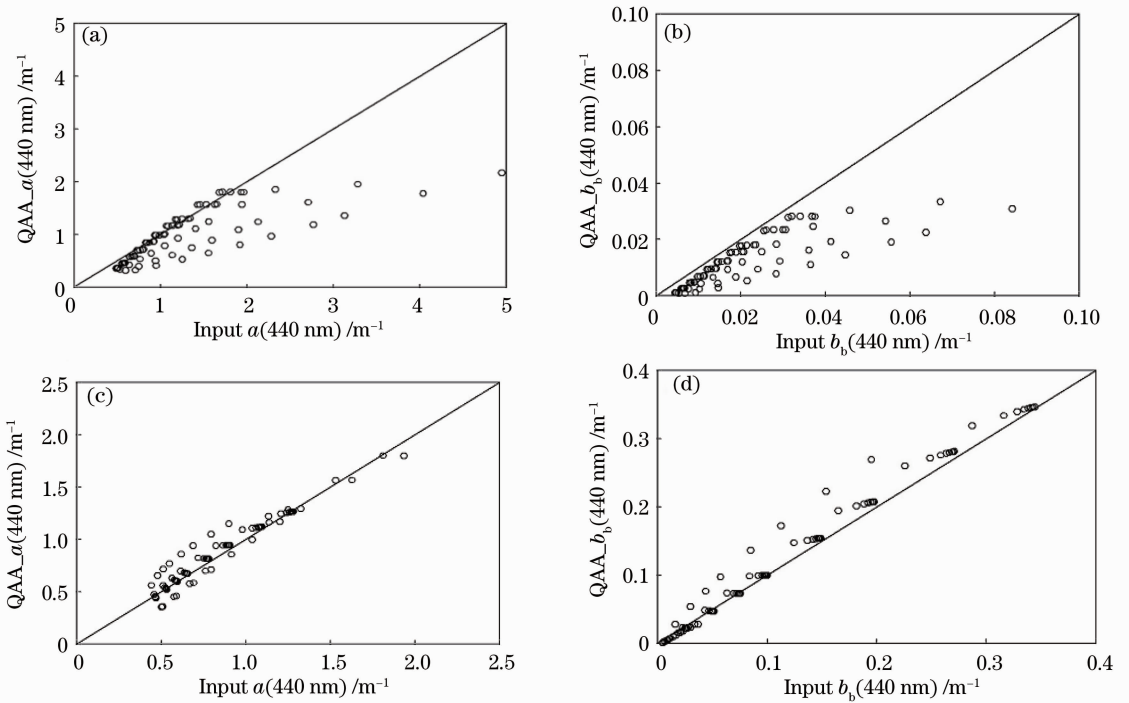 (a)
QAA_a(440 nm) /m⁻¹
5
4
3
2
1
0
0 1 2 3 4 5
Input a(440 nm) /m⁻¹
(b)
QAA_b_b(440 nm) /m⁻¹
0.10
0.08
0.06
0.04
0.02
0
0 0.02 0.04 0.06 0.08 0.10
Input b_b(440 nm) /m⁻¹
(c)
QAA_a(440 nm) /m⁻¹
2.5
2.0
1.5
1.0
0.5
0
0 0.5 1.0 1.5 2.0 2.5
Input a(440 nm) /m⁻¹
(d)
QAA_b_b(440 nm) /m⁻¹
0.4
0.3
0.2
0.1
0
0 0.1 0.2 0.3 0.4
Input b_b(440 nm) /m⁻¹